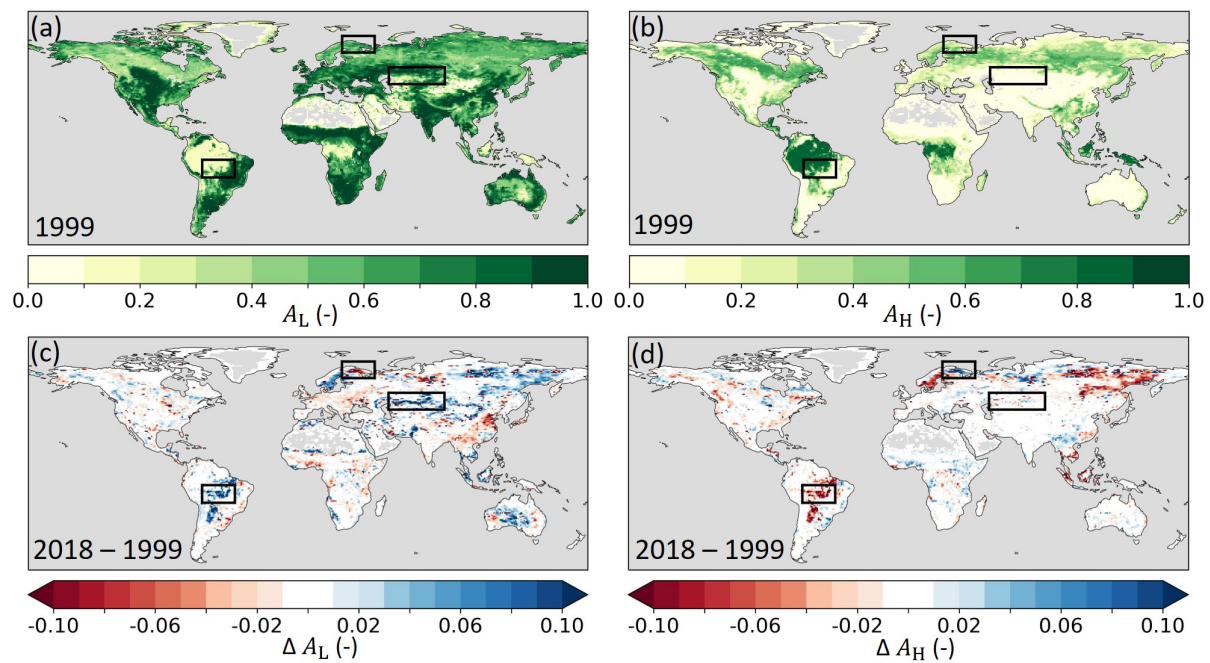 (a)
(b)
1999
1999
0.0 0.2 0.4 0.6 0.8 1.0
0.0 0.2 0.4 0.6 0.8 1.0
A_L (-)
A_H (-)
(c)
(d)
2018 – 1999
2018 – 1999
-0.10 -0.06 -0.02 0.02 0.06 0.10
-0.10 -0.06 -0.02 0.02 0.06 0.10
Δ A_L (-)
Δ A_H (-)